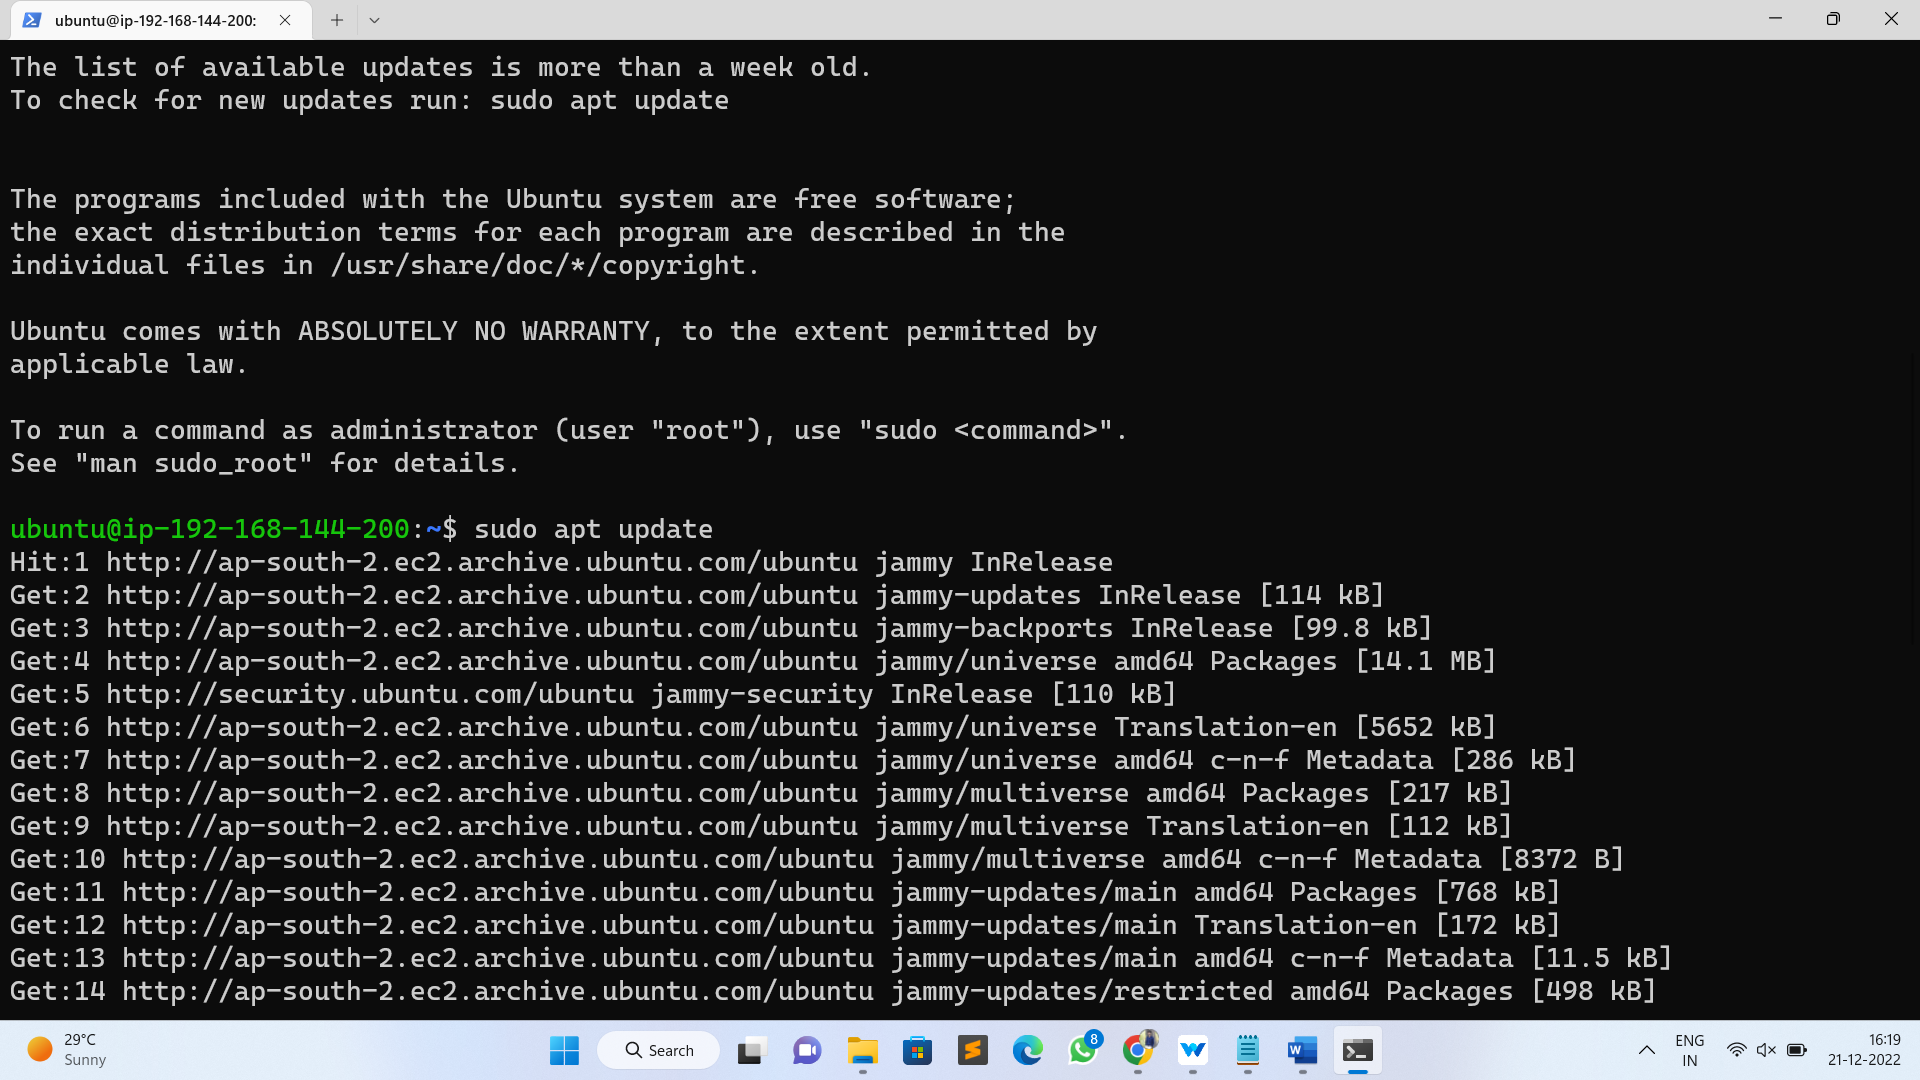 ubuntu@ip-192-168-144-200:
The list of available updates is more than a week old.
To check for new updates run: sudo apt update
The programs included with the Ubuntu system are free software;
the exact distribution terms for each program are described in the
individual files in /usr/share/doc/*/copyright.
Ubuntu comes with ABSOLUTELY NO WARRANTY, to the extent permitted by
applicable law.
To run a command as administrator (user "root"), use "sudo <command>".
See "man sudo_root" for details.
ubuntu@ip-192-168-144-200:~$ sudo apt update
Hit:1 http://ap-south-2.ec2.archive.ubuntu.com/ubuntu jammy InRelease
Get:2 http://ap-south-2.ec2.archive.ubuntu.com/ubuntu jammy-updates InRelease [114 kB]
Get:3 http://ap-south-2.ec2.archive.ubuntu.com/ubuntu jammy-backports InRelease [99.8 kB]
Get:4 http://ap-south-2.ec2.archive.ubuntu.com/ubuntu jammy/universe amd64 Packages [14.1 MB]
Get:5 http://security.ubuntu.com/ubuntu jammy-security InRelease [110 kB]
Get:6 http://ap-south-2.ec2.archive.ubuntu.com/ubuntu jammy/universe Translation-en [5652 kB]
Get:7 http://ap-south-2.ec2.archive.ubuntu.com/ubuntu jammy/universe amd64 c-n-f Metadata [286 kB]
Get:8 http://ap-south-2.ec2.archive.ubuntu.com/ubuntu jammy/multiverse amd64 Packages [217 kB]
Get:9 http://ap-south-2.ec2.archive.ubuntu.com/ubuntu jammy/multiverse Translation-en [112 kB]
Get:10 http://ap-south-2.ec2.archive.ubuntu.com/ubuntu jammy/multiverse amd64 c-n-f Metadata [8372 B]
Get:11 http://ap-south-2.ec2.archive.ubuntu.com/ubuntu jammy-updates/main amd64 Packages [768 kB]
Get:12 http://ap-south-2.ec2.archive.ubuntu.com/ubuntu jammy-updates/main Translation-en [172 kB]
Get:13 http://ap-south-2.ec2.archive.ubuntu.com/ubuntu jammy-updates/main amd64 c-n-f Metadata [11.5 kB]
Get:14 http://ap-south-2.ec2.archive.ubuntu.com/ubuntu jammy-updates/restricted amd64 Packages [498 kB]
29°C
Sunny
Search
8
ENG
IN
16:19
21-12-2022